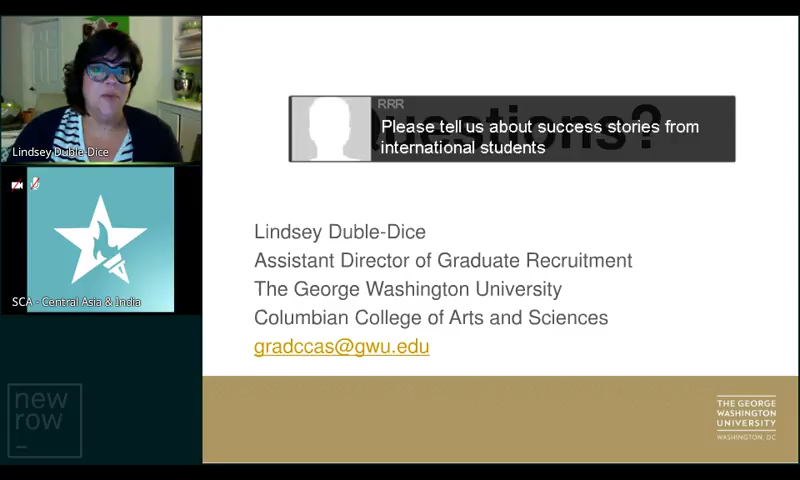 Lindsey Duble-Dice
SCA - Central Asia & India
new
row
Questions?
RRR
Please tell us about success stories from
international students
Lindsey Duble-Dice
Assistant Director of Graduate Recruitment
The George Washington University
Columbian College of Arts and Sciences
gradccas@gwu.edu
THE GEORGE
WASHINGTON
UNIVERSITY
WASHINGTON, DC